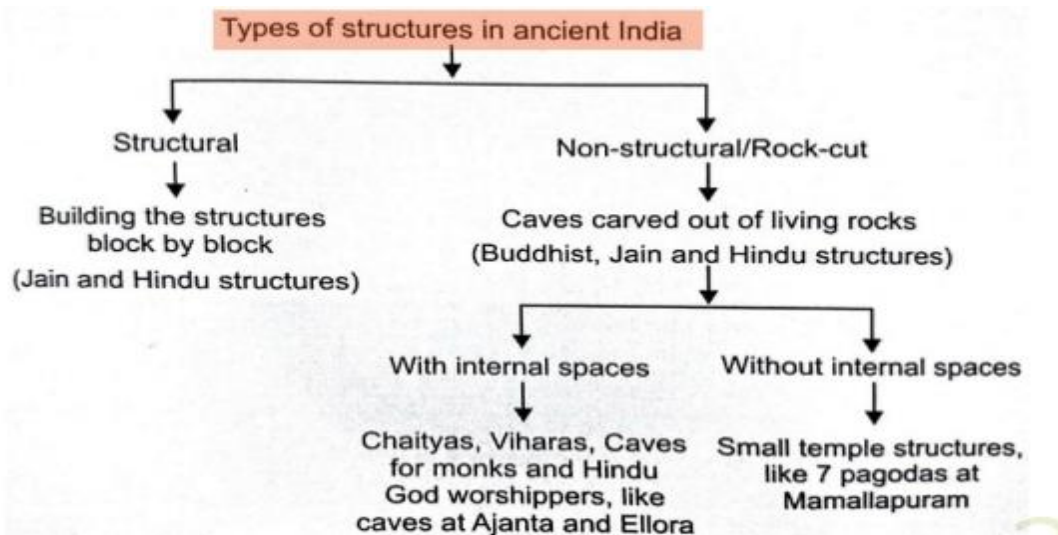 Types of structures in ancient India
Structural
Non-structural/Rock-cut
Building the structures
block by block
(Jain and Hindu structures)
Caves carved out of living rocks
(Buddhist, Jain and Hindu structures)
With internal spaces
Without internal spaces
Chaityas, Viharas, Caves
for monks and Hindu
God worshippers, like
caves at Ajanta and Ellora
Small temple structures,
like 7 pagodas at
Mamallapuram